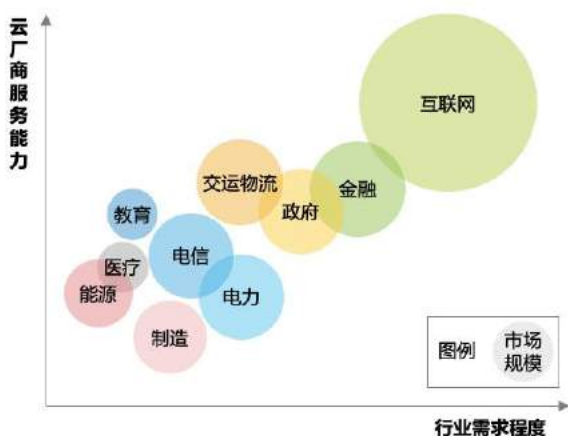 云厂商服务能力
互联网
交运物流
金融
政府
教育
电信
医疗
能源
电力
制造
图例
市场
规模
行业需求程度